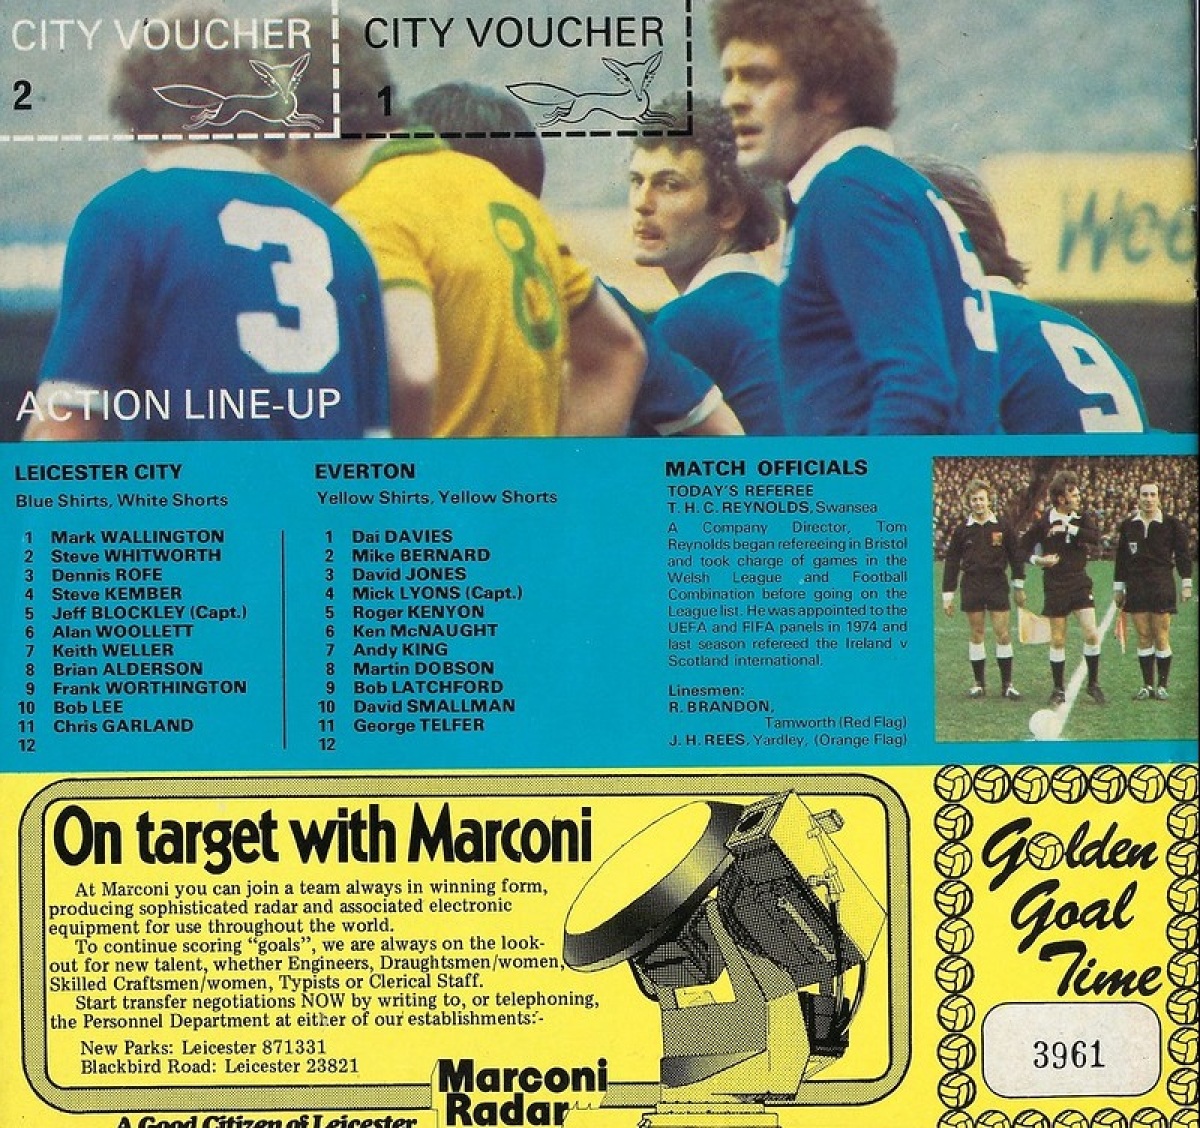 CITY VOUCHER
2
CITY VOUCHER
1
3
8
5
9
ACTION LINE-UP
LEICESTER CITY
Blue Shirts, White Shorts
1 Mark WALLINGTON
2 Steve WHITWORTH
3 Dennis ROFE
4 Steve KEMBER
5 Jeff BLOCKLEY (Capt.)
6 Alan WOOLLETT
7 Keith WELLER
8 Brian ALDERSON
9 Frank WORTHINGTON
10 Bob LEE
11 Chris GARLAND
12
EVERTON
Yellow Shirts, Yellow Shorts
1 Dai DAVIES
2 Mike BERNARD
3 David JONES
4 Mick LYONS (Capt.)
5 Roger KENYON
6 Ken McNAUGHT
7 Andy KING
8 Martin DOBSON
9 Bob LATCHFORD
10 David SMALLMAN
11 George TELFER
12
MATCH OFFICIALS
TODAY'S REFEREE
T. H. C. REYNOLDS, Swansea
A Company Director, Tom
Reynolds began refereeing in Bristol
and took charge of games in the
Welsh League and Football
Combination before going on the
League list. He was appointed to the
UEFA and FIFA panels in 1974 and
last season refereed the Ireland v
Scotland international.
Linesmen:
R. BRANDON,
Tamworth (Red Flag)
J. H. REES, Yardley, (Orange Flag)
On target with Marconi
At Marconi you can join a team always in winning form,
producing sophisticated radar and associated electronic
equipment for use throughout the world.
To continue scoring "goals", we are always on the look-
out for new talent, whether Engineers, Draughtsmen/women,
Skilled Craftsmen/women, Typists or Clerical Staff.
Start transfer negotiations NOW by writing to, or telephoning,
the Personnel Department at either of our establishments:-
New Parks: Leicester 871331
Blackbird Road: Leicester 23821
Marconi
Radar
A Good Citizen of Leicester
Golden
Goal
Time
3961